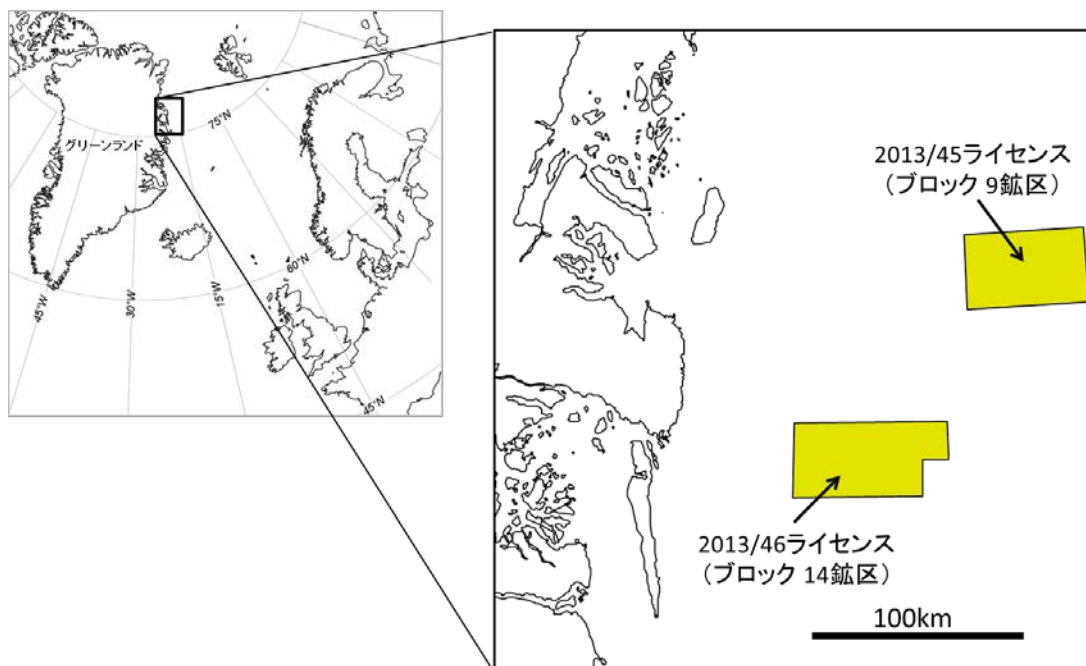 グリーンランド
75°N
60°N
45°N
45°W
30°W
15°W
2013/45ライセンス
（ブロック 9鉱区）
2013/46ライセンス
（ブロック 14鉱区）
100km